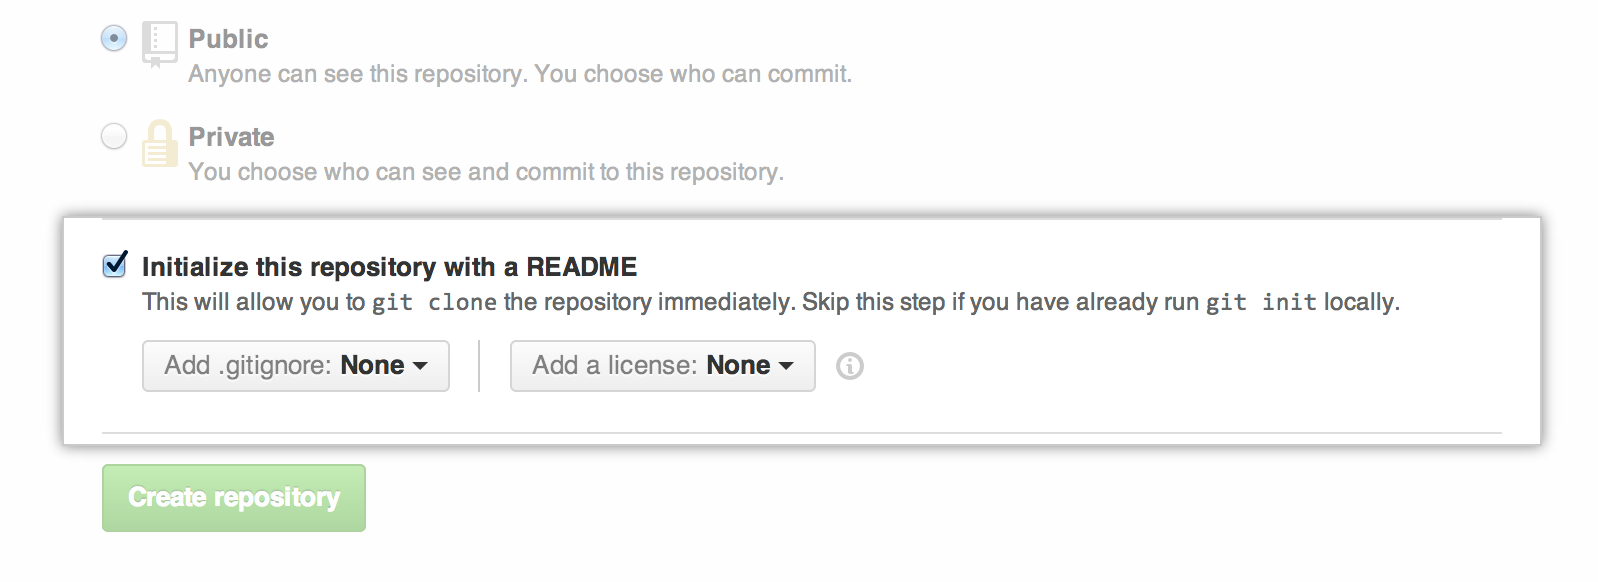 Public
Anyone can see this repository. You choose who can commit.
Private
You choose who can see and commit to this repository.
Initialize this repository with a README
This will allow you to git clone the repository immediately. Skip this step if you have already run git init locally.
Add .gitignore: None Add a license: None
Create repository